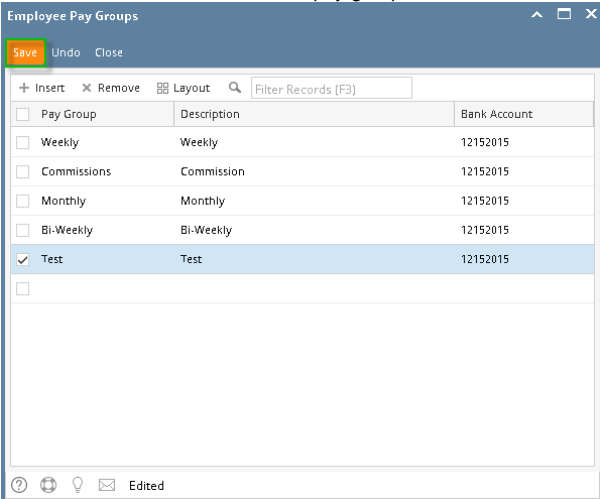 Employee Pay Groups
Save Undo Close
Insert Remove Layout Filter Records (F3)
Pay Group Description Bank Account
Weekly Weekly 12152015
Commissions Commission 12152015
Monthly Monthly 12152015
Bi-Weekly Bi-Weekly 12152015
Test Test 12152015
Edited